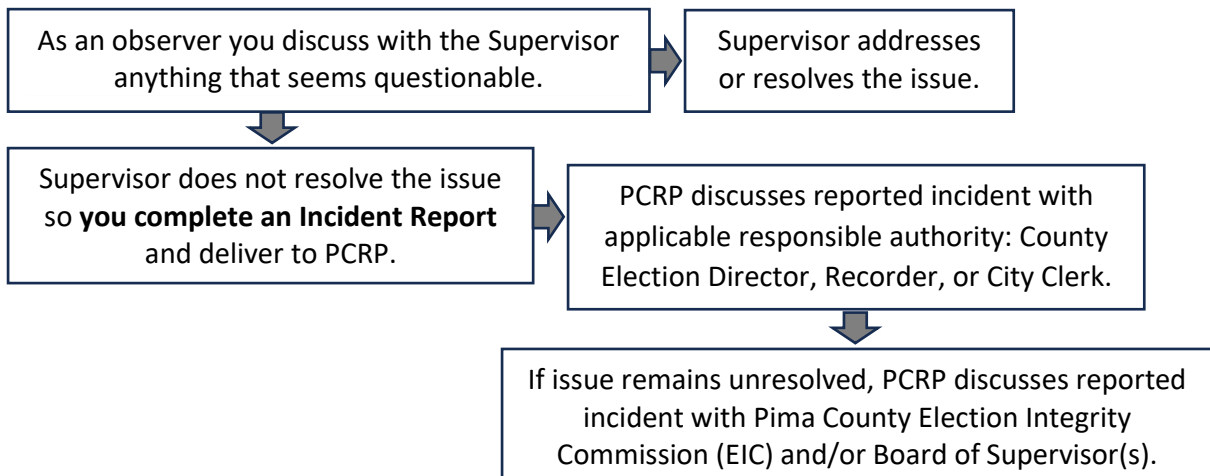 As an observer you discuss with the Supervisor
anything that seems questionable.
Supervisor addresses
or resolves the issue.
Supervisor does not resolve the issue
so you complete an Incident Report
and deliver to PCRP.
PCRP discusses reported incident with
applicable responsible authority: County
Election Director, Recorder, or City Clerk.
If issue remains unresolved, PCRP discusses reported
incident with Pima County Election Integrity
Commission (EIC) and/or Board of Supervisor(s).